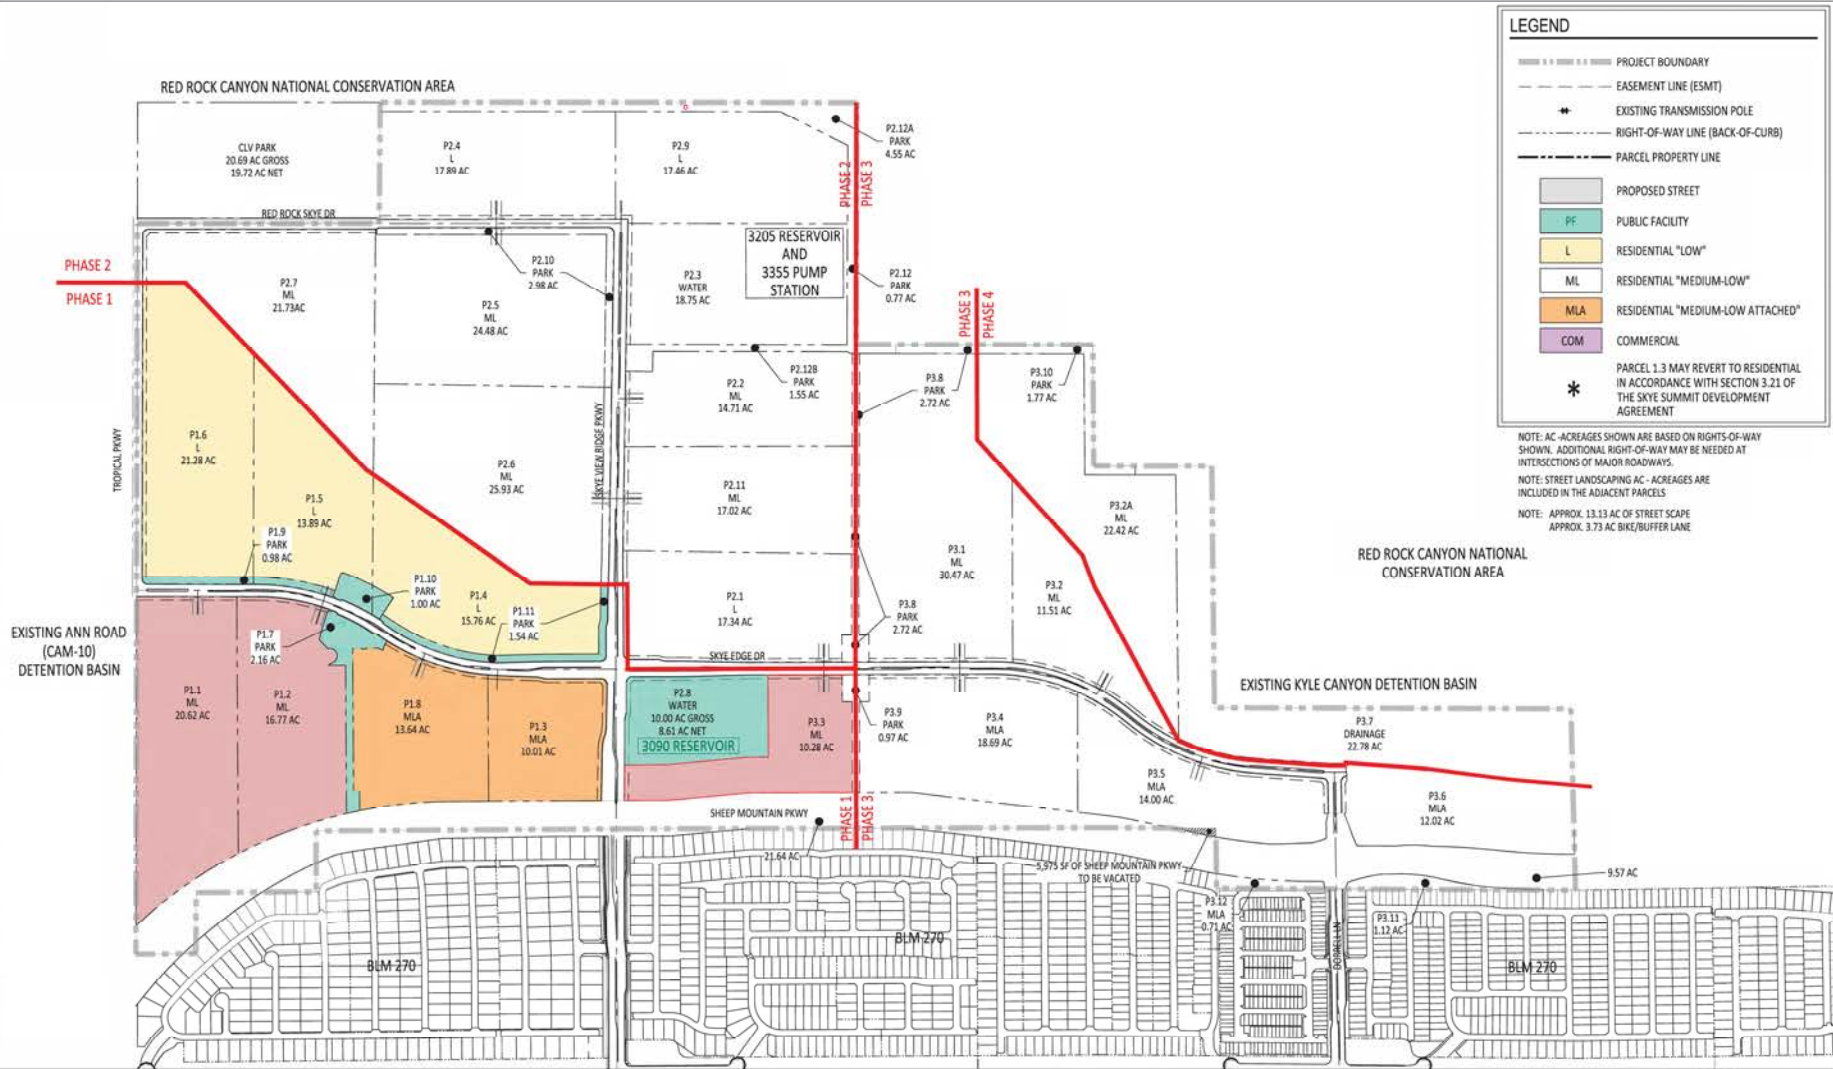 RED ROCK CANYON NATIONAL CONSERVATION AREA
CLV PARK
20.69 AC GROSS
19.72 AC NET
P2.4
L
17.89 AC
P2.9
L
17.46 AC
P2.12A
PARK
4.55 AC
PHASE 2
PHASE 3
RED ROCK SKYE DR
PHASE 2
PHASE 1
P2.7
ML
21.73AC
P2.10
PARK
2.98 AC
P2.5
ML
24.48 AC
P2.3
WATER
18.75 AC
3205 RESERVOIR
AND
3355 PUMP
STATION
P2.12
PARK
0.77 AC
PHASE 3
PHASE 4
P2.2
ML
14.71 AC
P2.12B
PARK
1.55 AC
P3.8
PARK
2.72 AC
P3.10
PARK
1.77 AC
TROPICAL PKWY
P1.6
L
21.28 AC
P1.5
L
13.89 AC
P2.6
ML
25.93 AC
SKYE VIEW RIDGE PKWY
P2.11
ML
17.02 AC
P3.2A
ML
22.42 AC
P1.9
PARK
0.98 AC
P3.1
ML
30.47 AC
P3.2
ML
11.51 AC
P1.10
PARK
1.00 AC
P1.4
L
15.76 AC
P1.11
PARK
1.54 AC
P2.1
L
17.34 AC
P3.8
PARK
2.72 AC
EXISTING ANN ROAD
(CAM-10)
DETENTION BASIN
P1.7
PARK
2.16 AC
SKYE EDGE DR
P1.1
ML
20.62 AC
P1.2
ML
16.77 AC
P1.8
MLA
13.64 AC
P1.3
MLA
10.01 AC
P2.8
WATER
10.00 AC GROSS
8.61 AC NET
3090 RESERVOIR
P3.3
ML
10.28 AC
P3.9
PARK
0.97 AC
P3.4
MLA
18.69 AC
P3.5
MLA
14.00 AC
EXISTING KYLE CANYON DETENTION BASIN
P3.7
DRAINAGE
22.78 AC
P3.6
MLA
12.02 AC
RED ROCK CANYON NATIONAL
CONSERVATION AREA
SHEEP MOUNTAIN PKWY
PHASE 1
PHASE 3
21.64 AC
5,975 SF OF SHEEP MOUNTAIN PKWY
TO BE VACATED
9.57 AC
P3.12
MLA
0.71 AC
P3.11
1.12 AC
DORRELL LN
BLM 270
BLM 270
BLM 270
LEGEND
PROJECT BOUNDARY
EASEMENT LINE (ESMT)
EXISTING TRANSMISSION POLE
RIGHT-OF-WAY LINE (BACK-OF-CURB)
PARCEL PROPERTY LINE
PROPOSED STREET
PF PUBLIC FACILITY
L RESIDENTIAL "LOW"
ML RESIDENTIAL "MEDIUM-LOW"
MLA RESIDENTIAL "MEDIUM-LOW ATTACHED"
COM COMMERCIAL
* PARCEL 1.3 MAY REVERT TO RESIDENTIAL
IN ACCORDANCE WITH SECTION 3.21 OF
THE SKYE SUMMIT DEVELOPMENT
AGREEMENT
NOTE: AC -ACREAGES SHOWN ARE BASED ON RIGHTS-OF-WAY
SHOWN. ADDITIONAL RIGHT-OF-WAY MAY BE NEEDED AT
INTERSECTIONS OF MAJOR ROADWAYS.
NOTE: STREET LANDSCAPING AC - ACREAGES ARE
INCLUDED IN THE ADJACENT PARCELS
NOTE: APPROX. 13.13 AC OF STREET SCAPE
APPROX. 3.73 AC BIKE/BUFFER LANE